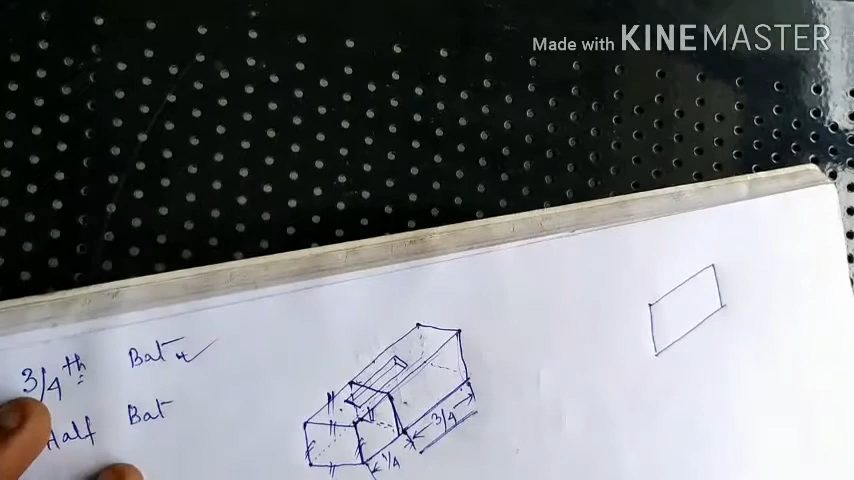 Made with KINEMASTER
3/4th Bat
Half Bat
3/4
1/4